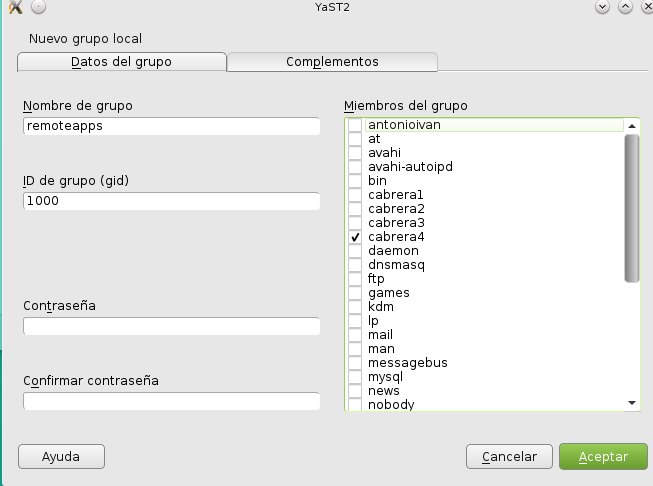 YaST2
Nuevo grupo local
Datos del grupo
Complementos
Nombre de grupo
remoteapps
ID de grupo (gid)
1000
Contraseña
Confirmar contraseña
Miembros del grupo
antonioivan
at
avahi
avahi-autoipd
bin
cabrera1
cabrera2
cabrera3
cabrera4
daemon
dnsmasq
ftp
games
kdm
lp
mail
man
messagebus
mysql
news
nobody
Ayuda
Cancelar
Aceptar